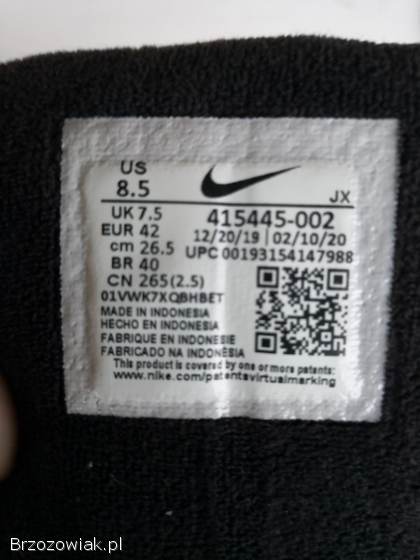 US
8.5
JX
UK 7.5
EUR 42
cm 26.5
BR 40
CN 265(2.5)
415445-002
12/20/19 | 02/10/20
UPC 00193154147988
01VWK7XQBHBET
MADE IN INDONESIA
HECHO EN INDONESIA
FABRIQUE EN INDONESIE
FABRICADO NA INDONESIA
This product is covered by one or more patents:
www.nike.com/patentsvirtualmarking
Brzozowiak.pl